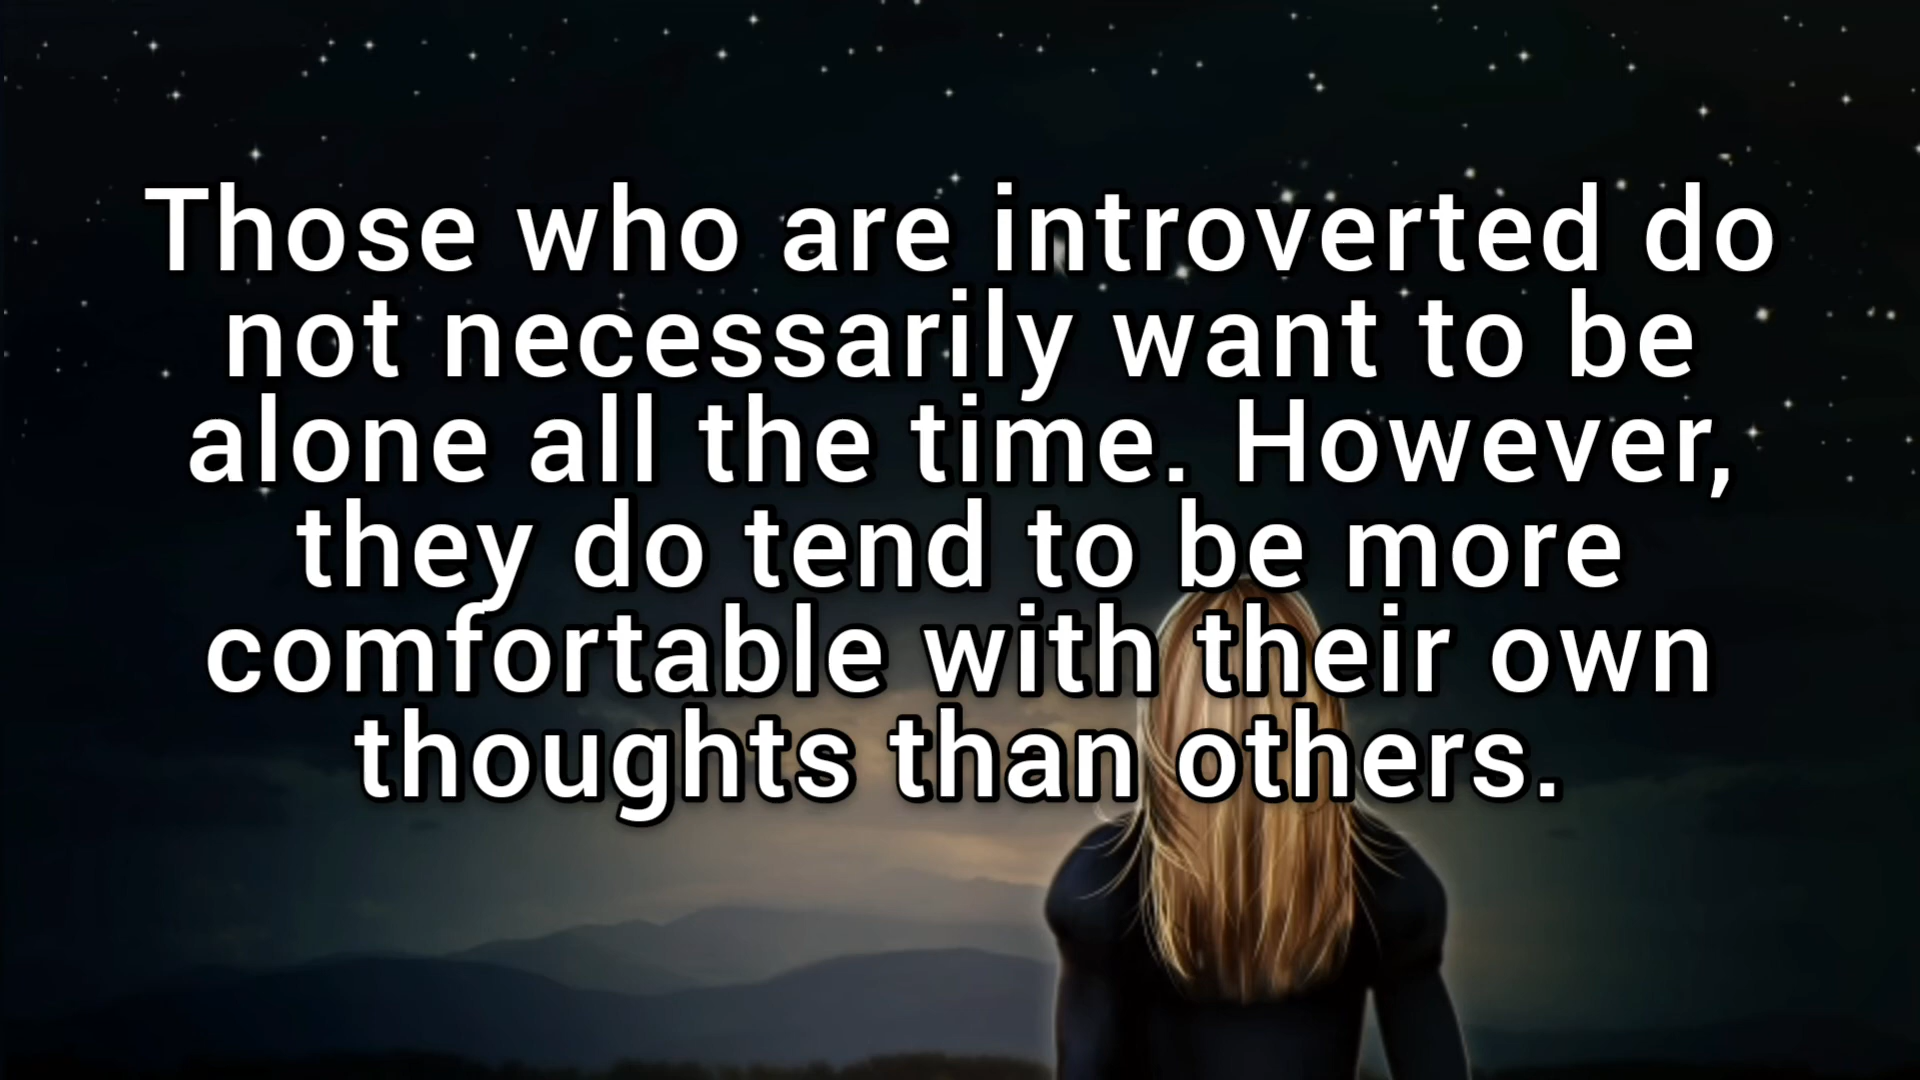 Those who are introverted do
not necessarily want to be
alone all the time. However,
they do tend to be more
comfortable with their own
thoughts than others.